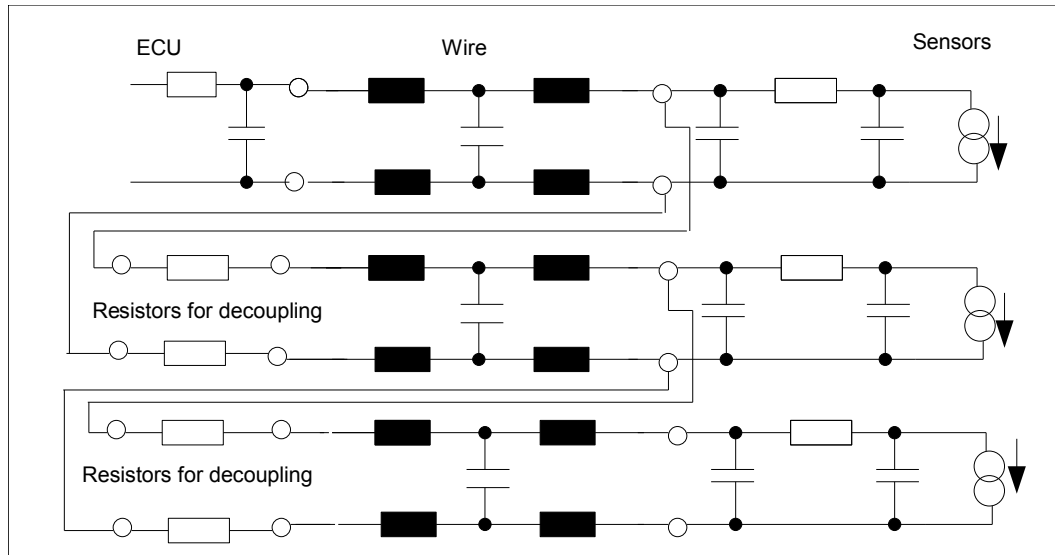 ECU
Wire
Sensors
Resistors for decoupling
Resistors for decoupling